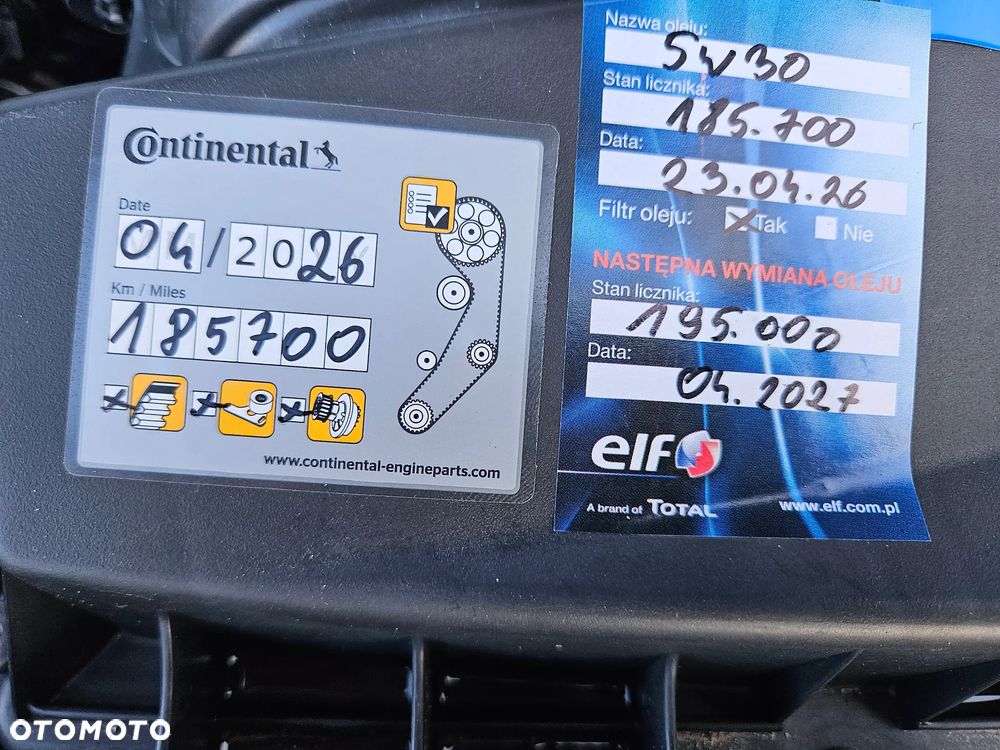 Continental
Date
04/2026
Km / Miles
185700
www.continental-engineparts.com
Nazwa oleju:
5w30
Stan licznika:
185.700
Data:
23.04.26
Filtr oleju: Tak Nie
NASTĘPNA WYMIANA OLEJU
Stan licznika:
195.000
Data:
04.2027
elf
A brand of TOTAL www.elf.com.pl
OTOMOTO